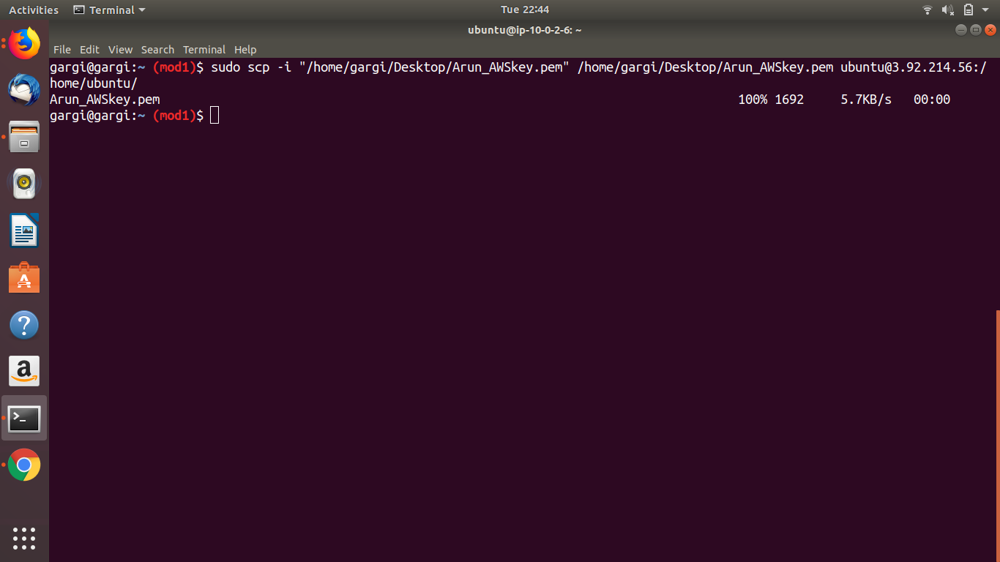 Activities Terminal Tue 22:44
ubuntu@ip-10-0-2-6: ~
File Edit View Search Terminal Help
gargi@gargi:~ (mod1)$ sudo scp -i "/home/gargi/Desktop/Arun_AWSkey.pem" /home/gargi/Desktop/Arun_AWSkey.pem ubuntu@3.92.214.56:/
home/ubuntu/
Arun_AWSkey.pem 100% 1692 5.7KB/s 00:00
gargi@gargi:~ (mod1)$